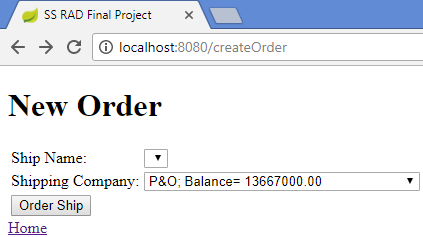 SS RAD Final Project
localhost:8080/createOrder
New Order
Ship Name:
Shipping Company: P&O; Balance= 13667000.00
Order Ship
Home